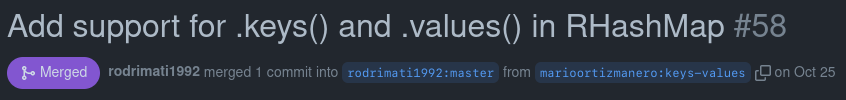 Add support for .keys() and .values() in RHashMap #58
Merged rodrimati1992 merged 1 commit into rodrimati1992:master from marioortizmanero:keys-values on Oct 25